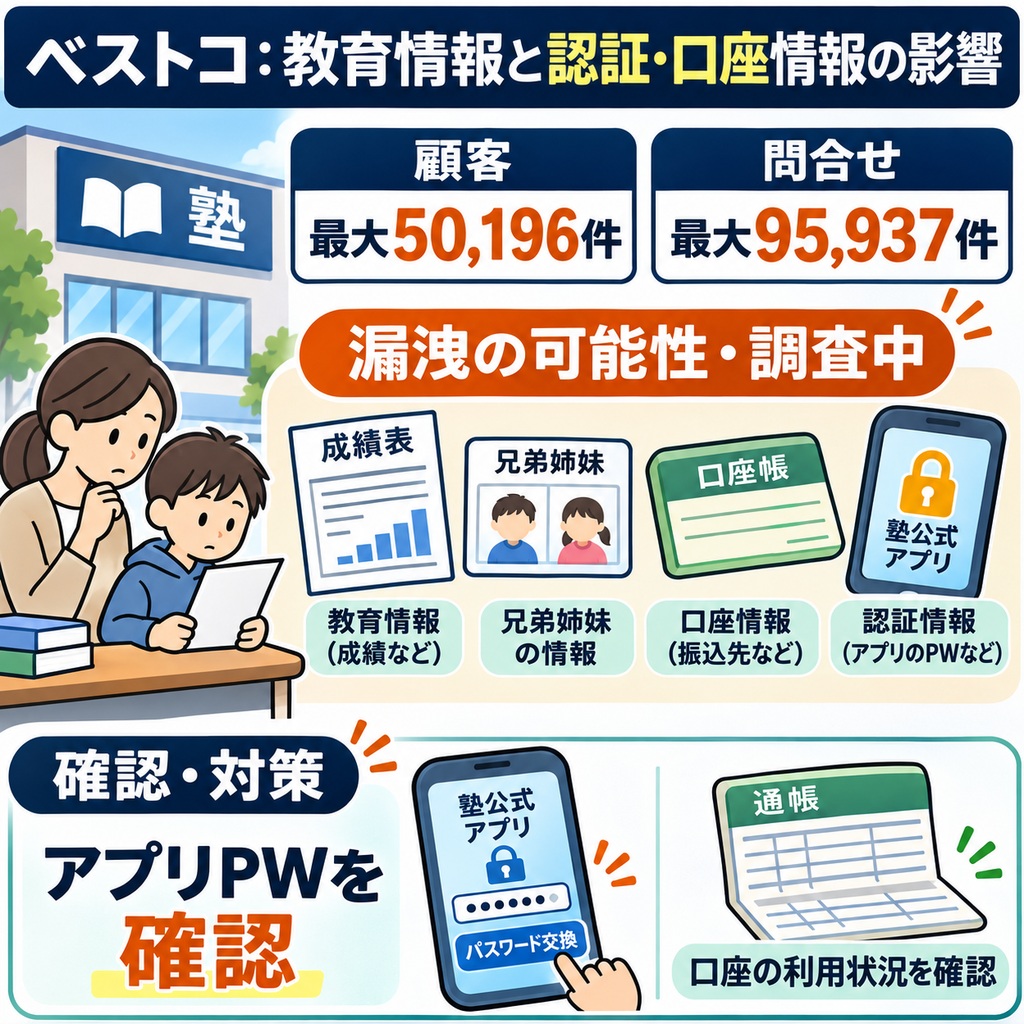 ベストコ:教育情報と認証・口座情報の影響
塾
顧客
最大50,196件
問合せ
最大95,937件
漏洩の可能性・調査中
成績表
兄弟姉妹
口座帳
塾公式
アプリ
教育情報
(成績など)
兄弟姉妹
の情報
口座情報
(振込先など)
認証情報
(アプリのPWなど)
確認・対策
アプリPWを
確認
塾公式
アプリ
パスワード交換
通帳
口座の利用状況を確認